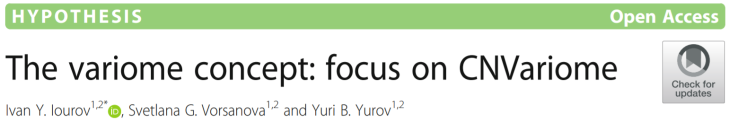 HYPOTHESIS Open Access
The variome concept: focus on CNVariome
Check for
updates
Ivan Y. Iourov1,2* iD, Svetlana G. Vorsanova1,2 and Yuri B. Yurov1,2